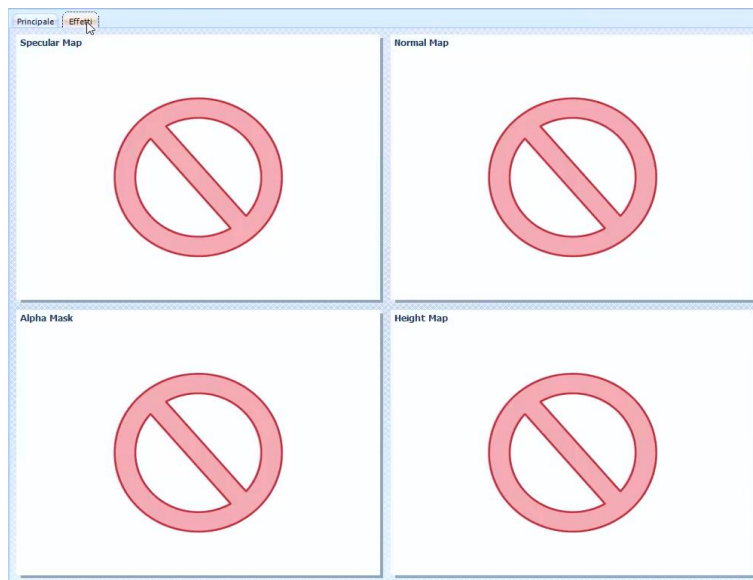 Principale Effetti
Specular Map
Normal Map
Alpha Mask
Height Map